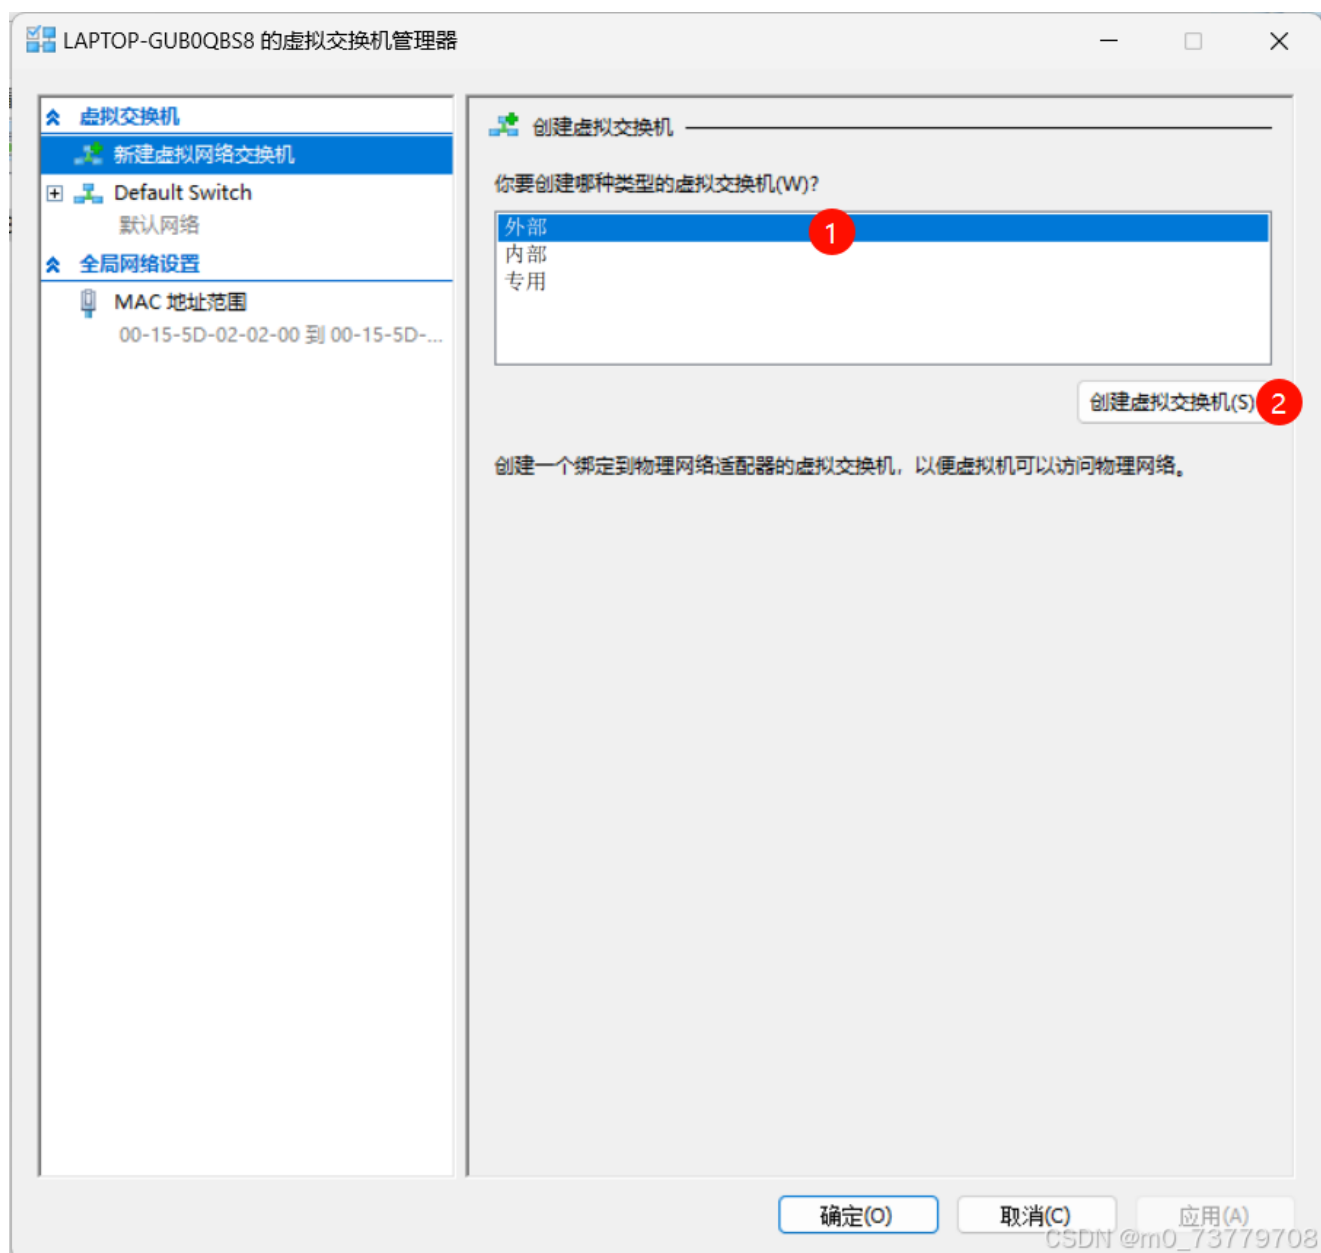 LAPTOP-GUB0QBS8 的虚拟交换机管理器
虚拟交换机
新建虚拟网络交换机
Default Switch
默认网络
全局网络设置
MAC 地址范围
00-15-5D-02-02-00 到 00-15-5D-...
创建虚拟交换机
你要创建哪种类型的虚拟交换机(W)?
外部
1
内部
专用
创建虚拟交换机(S)
2
创建一个绑定到物理网络适配器的虚拟交换机，以便虚拟机可以访问物理网络。
确定(O)
取消(C)
应用(A)
CSDN @m0_73779708